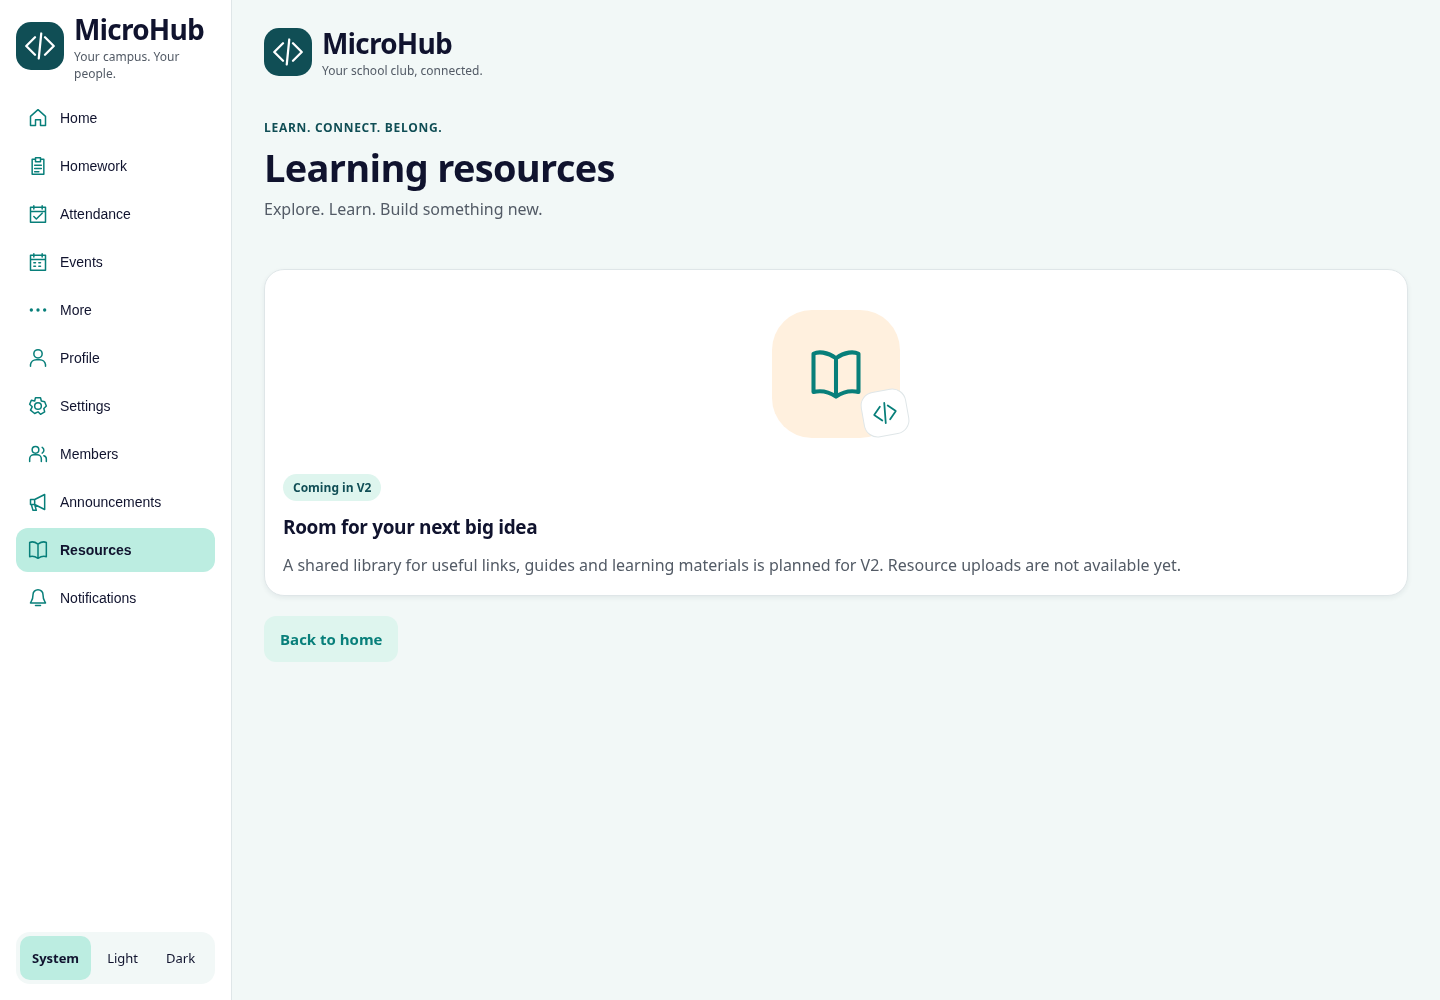 MicroHub
Your campus. Your
people.
Home
Homework
Attendance
Events
More
Profile
Settings
Members
Announcements
Resources
Notifications
System Light Dark
MicroHub
Your school club, connected.
LEARN. CONNECT. BELONG.
Learning resources
Explore. Learn. Build something new.
Coming in V2
Room for your next big idea
A shared library for useful links, guides and learning materials is planned for V2. Resource uploads are not available yet.
Back to home